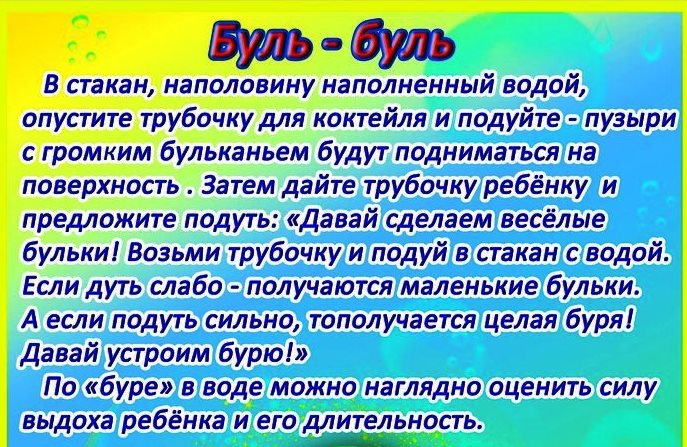 Буль - буль
В стакан, наполовину наполненный водой,
опустите трубочку для коктейля и подуйте - пузыри
с громким бульканьем будут подниматься на
поверхность . Затем дайте трубочку ребёнку и
предложите подуть: «Давай сделаем весёлые
бульки! Возьми трубочку и подуй в стакан с водой.
Если дуть слабо - получаются маленькие бульки.
А если подуть сильно, тополучается целая буря!
Давай устроим бурю!»
По «буре» в воде можно наглядно оценить силу
выдоха ребёнка и его длительность.